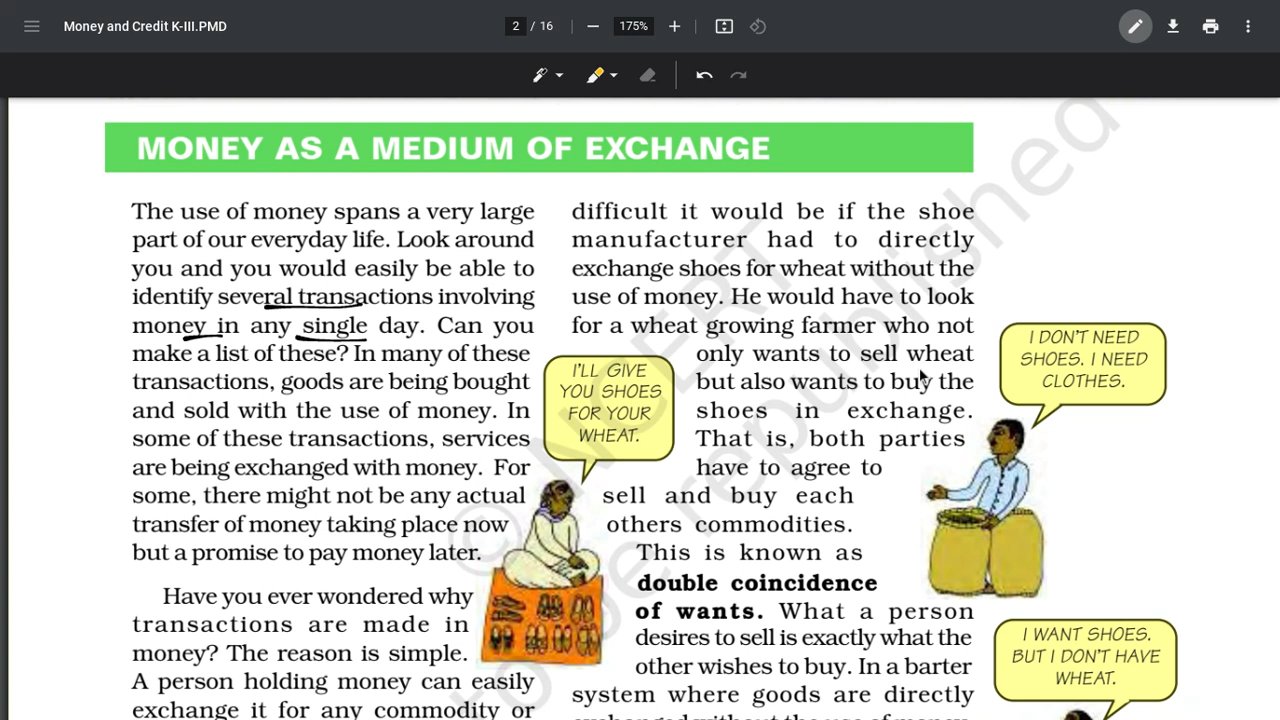 Money and Credit K-III.PMD
2 / 16
175%
MONEY AS A MEDIUM OF EXCHANGE
The use of money spans a very large
part of our everyday life. Look around
you and you would easily be able to
identify several transactions involving
money in any single day. Can you
make a list of these? In many of these
transactions, goods are being bought
and sold with the use of money. In
some of these transactions, services
are being exchanged with money. For
some, there might not be any actual
transfer of money taking place now
but a promise to pay money later.
Have you ever wondered why
transactions are made in
money? The reason is simple.
A person holding money can easily
exchange it for any commodity or
I'LL GIVE
YOU SHOES
FOR YOUR
WHEAT.
difficult it would be if the shoe
manufacturer had to directly
exchange shoes for wheat without the
use of money. He would have to look
for a wheat growing farmer who not
only wants to sell wheat
but also wants to buy the
shoes in exchange.
That is, both parties
have to agree to
sell and buy each
others commodities.
This is known as
double coincidence
of wants. What a person
desires to sell is exactly what the
other wishes to buy. In a barter
system where goods are directly
exchanged without the use of money,
I DON'T NEED
SHOES. I NEED
CLOTHES.
I WANT SHOES.
BUT I DON'T HAVE
WHEAT.
© NCERT
to be republished